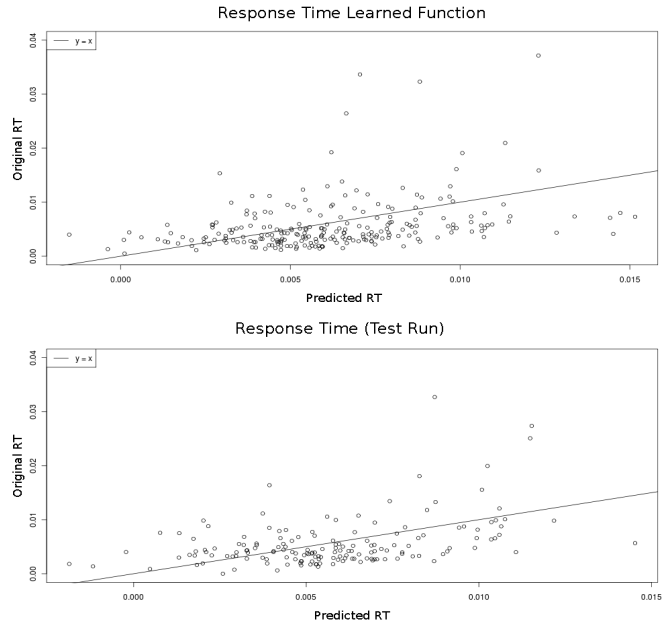 Response Time Learned Function
y = x
0.04
0.03
0.02
0.01
0.00
Original RT
0.000 0.005 0.010 0.015
Predicted RT
Response Time (Test Run)
y = x
0.04
0.03
0.02
0.01
0.00
Original RT
0.000 0.005 0.010 0.015
Predicted RT